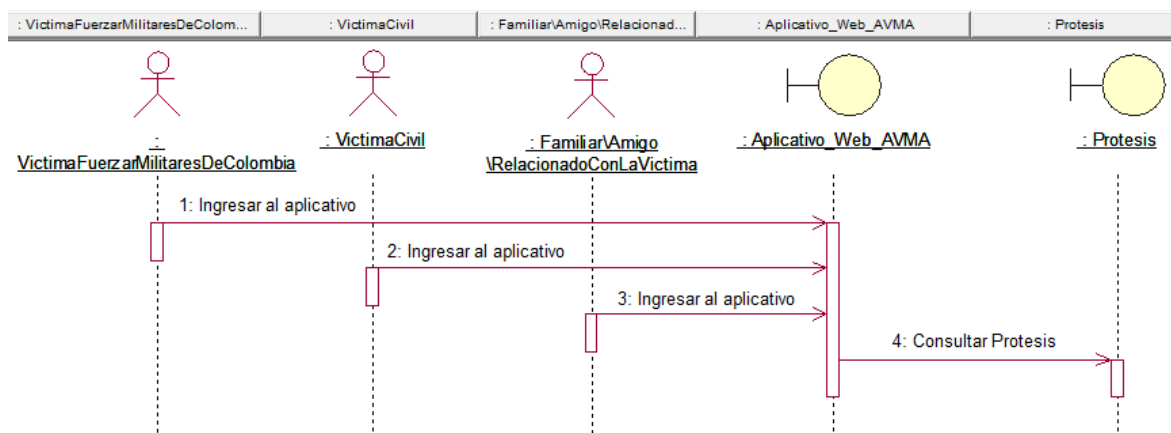 : VictimaFuerzarMilitaresDeColom...
: VictimaCivil
: Familiar\Amigo\Relacionad...
: Aplicativo_Web_AVMA
: Protesis
:
VictimaFuerzarMilitaresDeColombia
: VictimaCivil
: Familiar\Amigo
\RelacionadoConLaVictima
: Aplicativo_Web_AVMA
: Protesis
1: Ingresar al aplicativo
2: Ingresar al aplicativo
3: Ingresar al aplicativo
4: Consultar Protesis